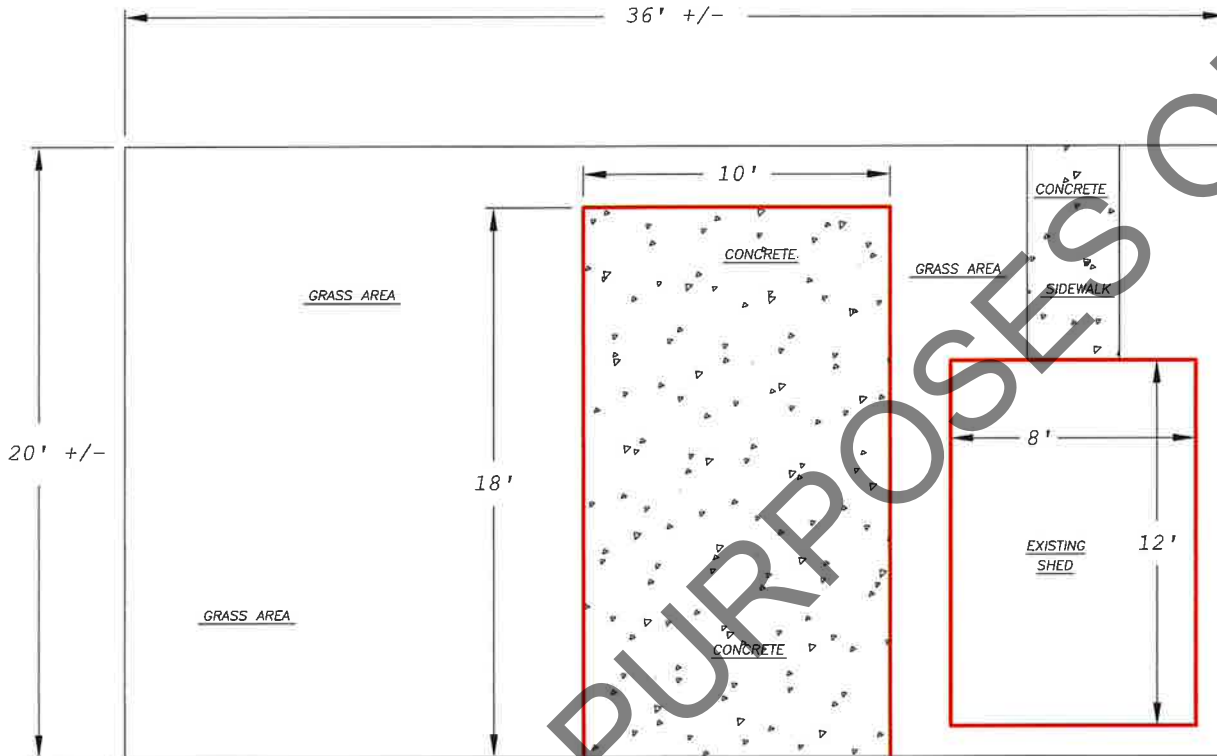 36' +/-
10'
CONCRETE
CONCRETE
GRASS AREA
GRASS AREA
SIDEWALK
18'
20' +/-
8'
12'
EXISTING
SHED
GRASS AREA
CONCRETE
PURPOSES